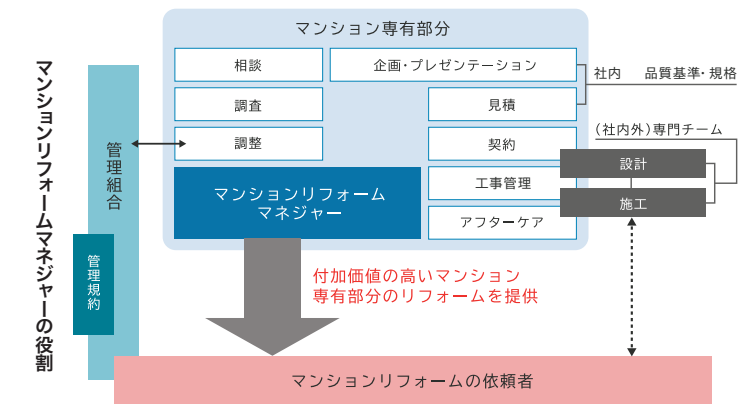 マンションリフォームマネジャーの役割
管理組合
管理規約
マンション専有部分
相談
企画・プレゼンテーション
調査
見積
調整
契約
工事管理
アフターケア
マンションリフォーム
マネジャー
社内　品質基準・規格
（社内外）専門チーム
設計
施工
付加価値の高いマンション
専有部分のリフォームを提供
マンションリフォームの依頼者